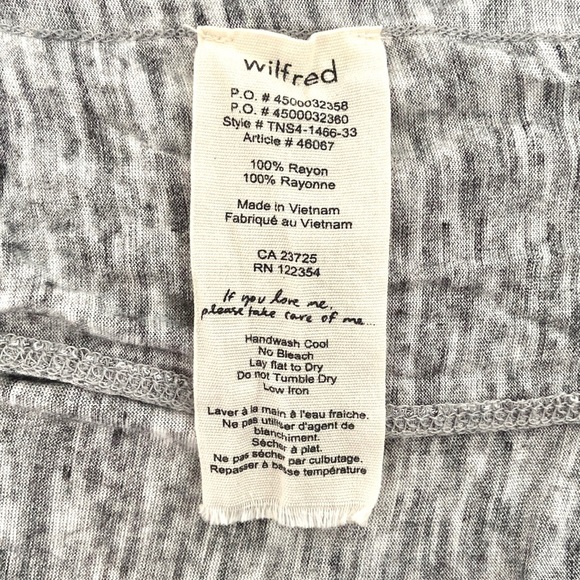 wilfred
P.O. # 4500032358
P.O. # 4500032360
Style # TNS4-1466-33
Article # 46067
100% Rayon
100% Rayonne
Made in Vietnam
Fabriqué au Vietnam
CA 23725
RN 122354
If you love me,
please take care of me...
Handwash Cool
No Bleach
Lay flat to Dry
Do not Tumble Dry
Low Iron
Laver à la main à l'eau fraiche.
Ne pas utiliser d'agent de
blanchiment.
Sécher à plat.
Ne pas sécher par culbutage.
Repasser à basse température